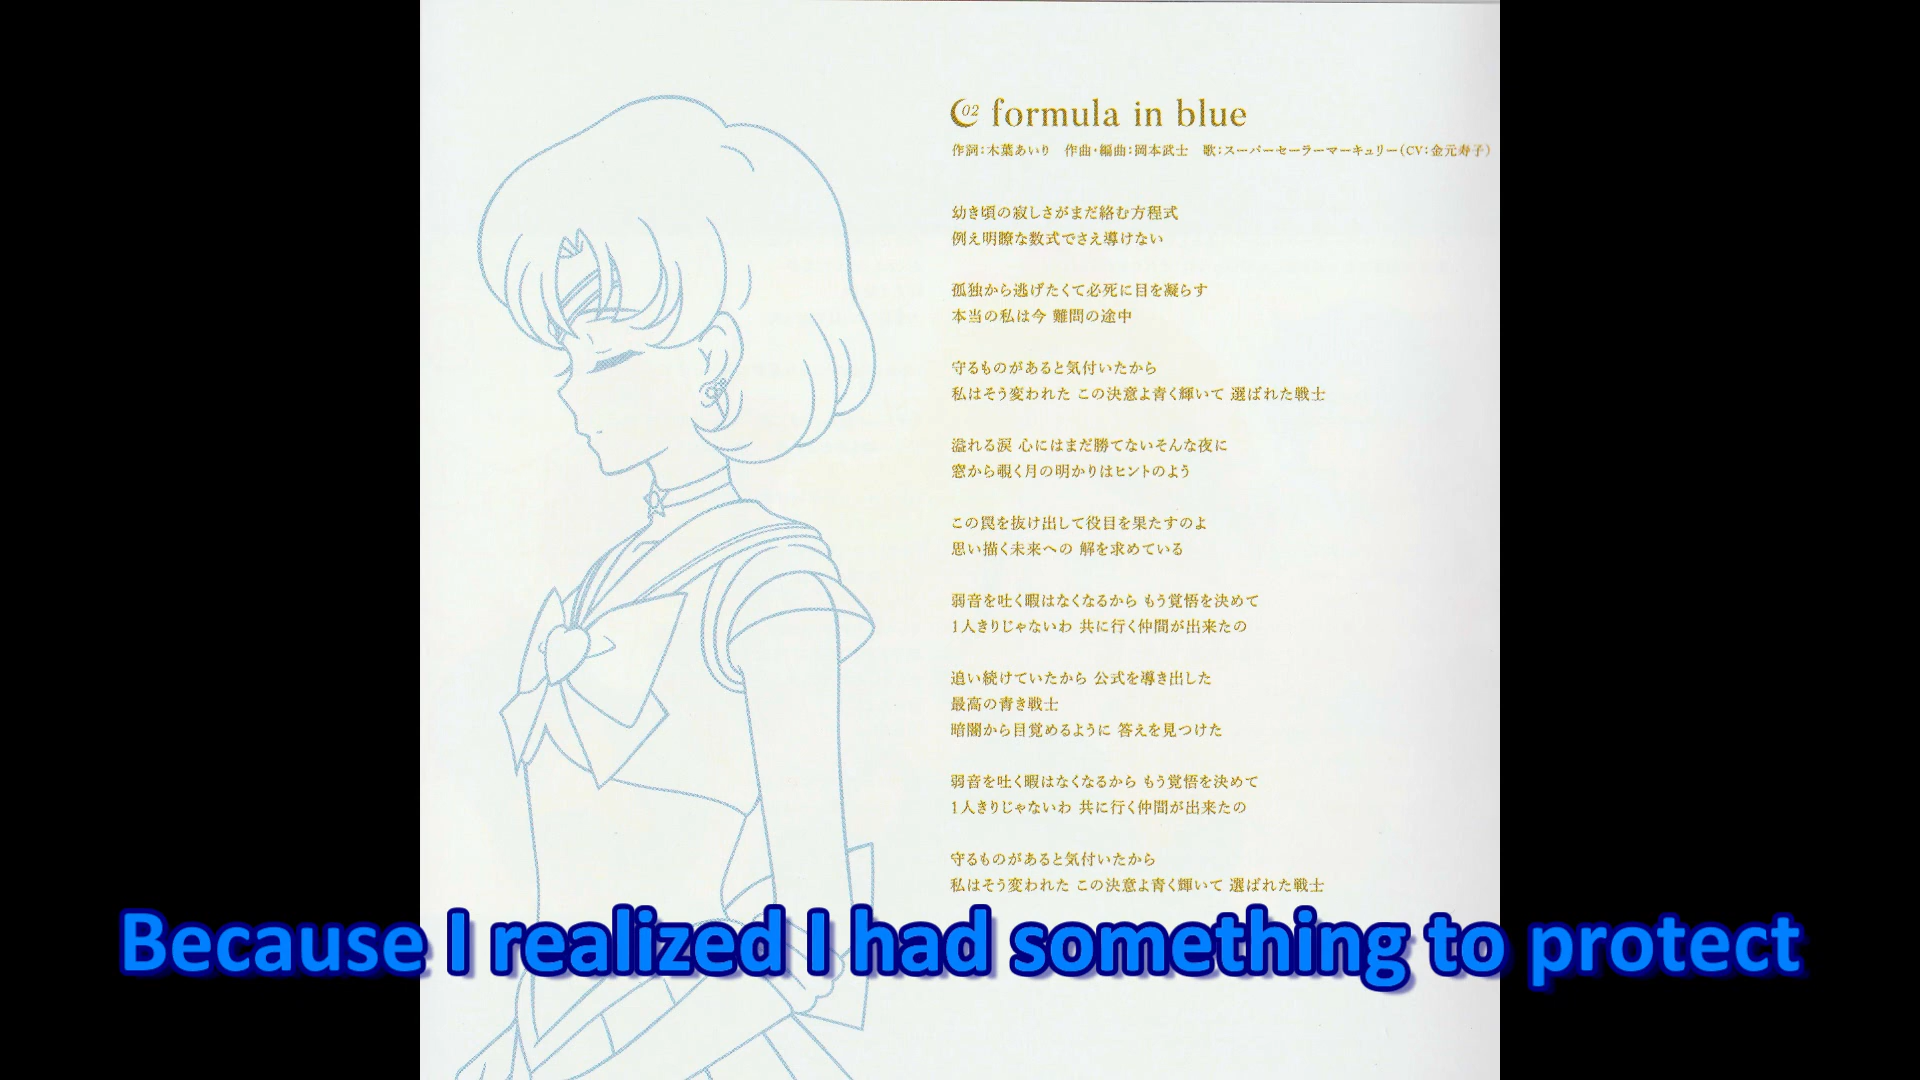 02 formula in blue
作詞：木葉あいり　作曲・編曲：岡本武士　歌：スーパーセーラーマーキュリー（CV：金元寿子）
幼き頃の寂しさがまだ絡む方程式
例え明瞭な数式でさえ導けない
孤独から逃げたくて必死に目を凝らす
本当の私は今 難問の途中
守るものがあると気付いたから
私はそう変われた この決意よ青く輝いて 選ばれた戦士
溢れる涙 心にはまだ勝てないそんな夜に
窓から覗く月の明かりはヒントのよう
この罠を抜け出して役目を果たすのよ
思い描く未来への 解を求めている
弱音を吐く暇はなくなるから もう覚悟を決めて
1人きりじゃないわ 共に行く仲間が出来たの
追い続けていたから 公式を導き出した
最高の青き戦士
暗闇から目覚めるように 答えを見つけた
弱音を吐く暇はなくなるから もう覚悟を決めて
1人きりじゃないわ 共に行く仲間が出来たの
守るものがあると気付いたから
私はそう変われた この決意よ青く輝いて 選ばれた戦士
Because I realized I had something to protect